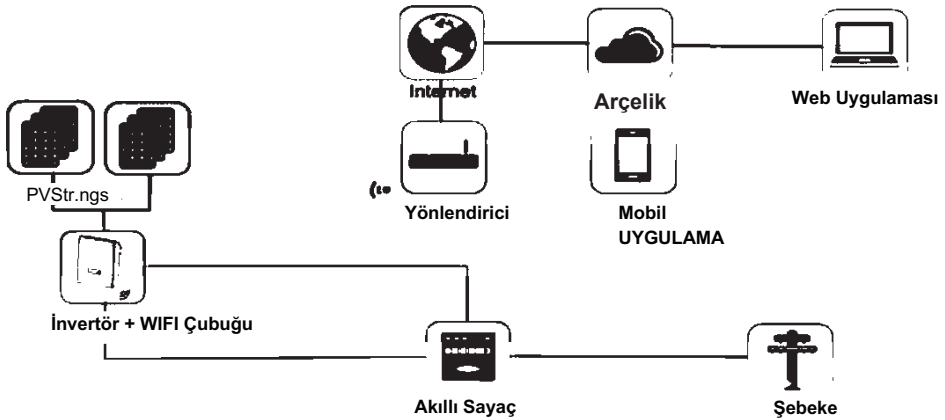 Internet
Arçelik
Web Uygulaması
PVStr.ngs
Yönlendirici
Mobil
UYGULAMA
İnvertör + WIFI Çubuğu
Akıllı Sayaç
Şebeke